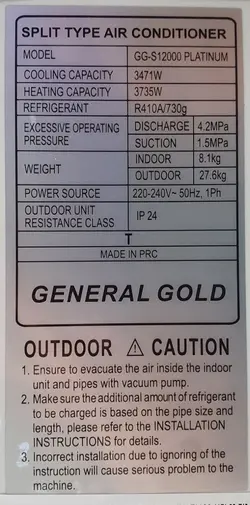 SPLIT TYPE AIR CONDITIONER
MODEL GG-S12000 PLATINUM
COOLING CAPACITY 3471W
HEATING CAPACITY 3735W
REFRIGERANT R410A/730g
EXCESSIVE OPERATING PRESSURE DISCHARGE 4.2MPa
SUCTION 1.5MPa
WEIGHT INDOOR 8.1kg
OUTDOOR 27.6kg
POWER SOURCE 220-240V~ 50Hz, 1Ph
OUTDOOR UNIT
RESISTANCE CLASS IP 24
T
MADE IN PRC
GENERAL GOLD
OUTDOOR ⚠ CAUTION
1. Ensure to evacuate the air inside the indoor
unit and pipes with vacuum pump.
2. Make sure the additional amount of refrigerant
to be charged is based on the pipe size and
length, please refer to the INSTALLATION
INSTRUCTIONS for details.
3. Incorrect installation due to ignoring of the
instruction will cause serious problem to the
machine.